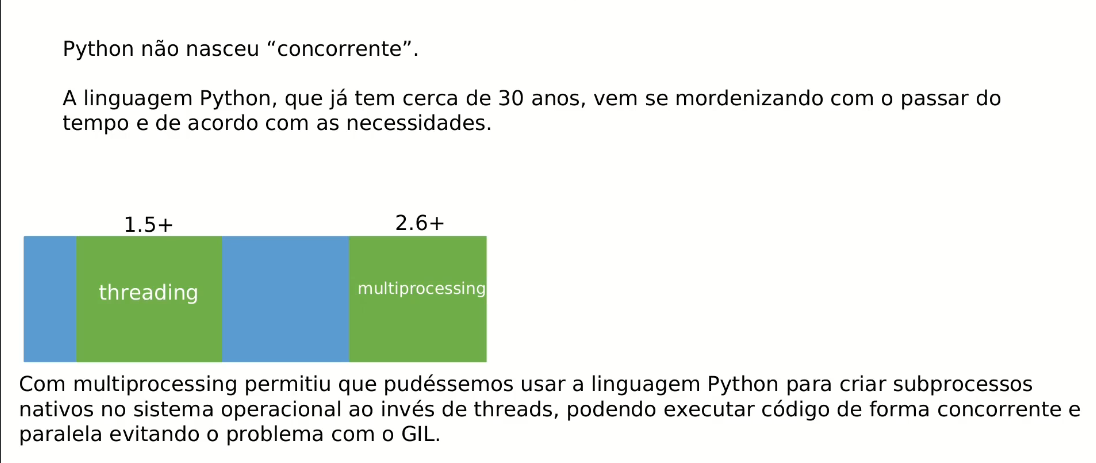 Python não nasceu “concorrente”.
A linguagem Python, que já tem cerca de 30 anos, vem se mordenizando com o passar do
tempo e de acordo com as necessidades.
1.5+ 2.6+
threading multiprocessing
Com multiprocessing permitiu que pudéssemos usar a linguagem Python para criar subprocessos
nativos no sistema operacional ao invés de threads, podendo executar código de forma concorrente e
paralela evitando o problema com o GIL.